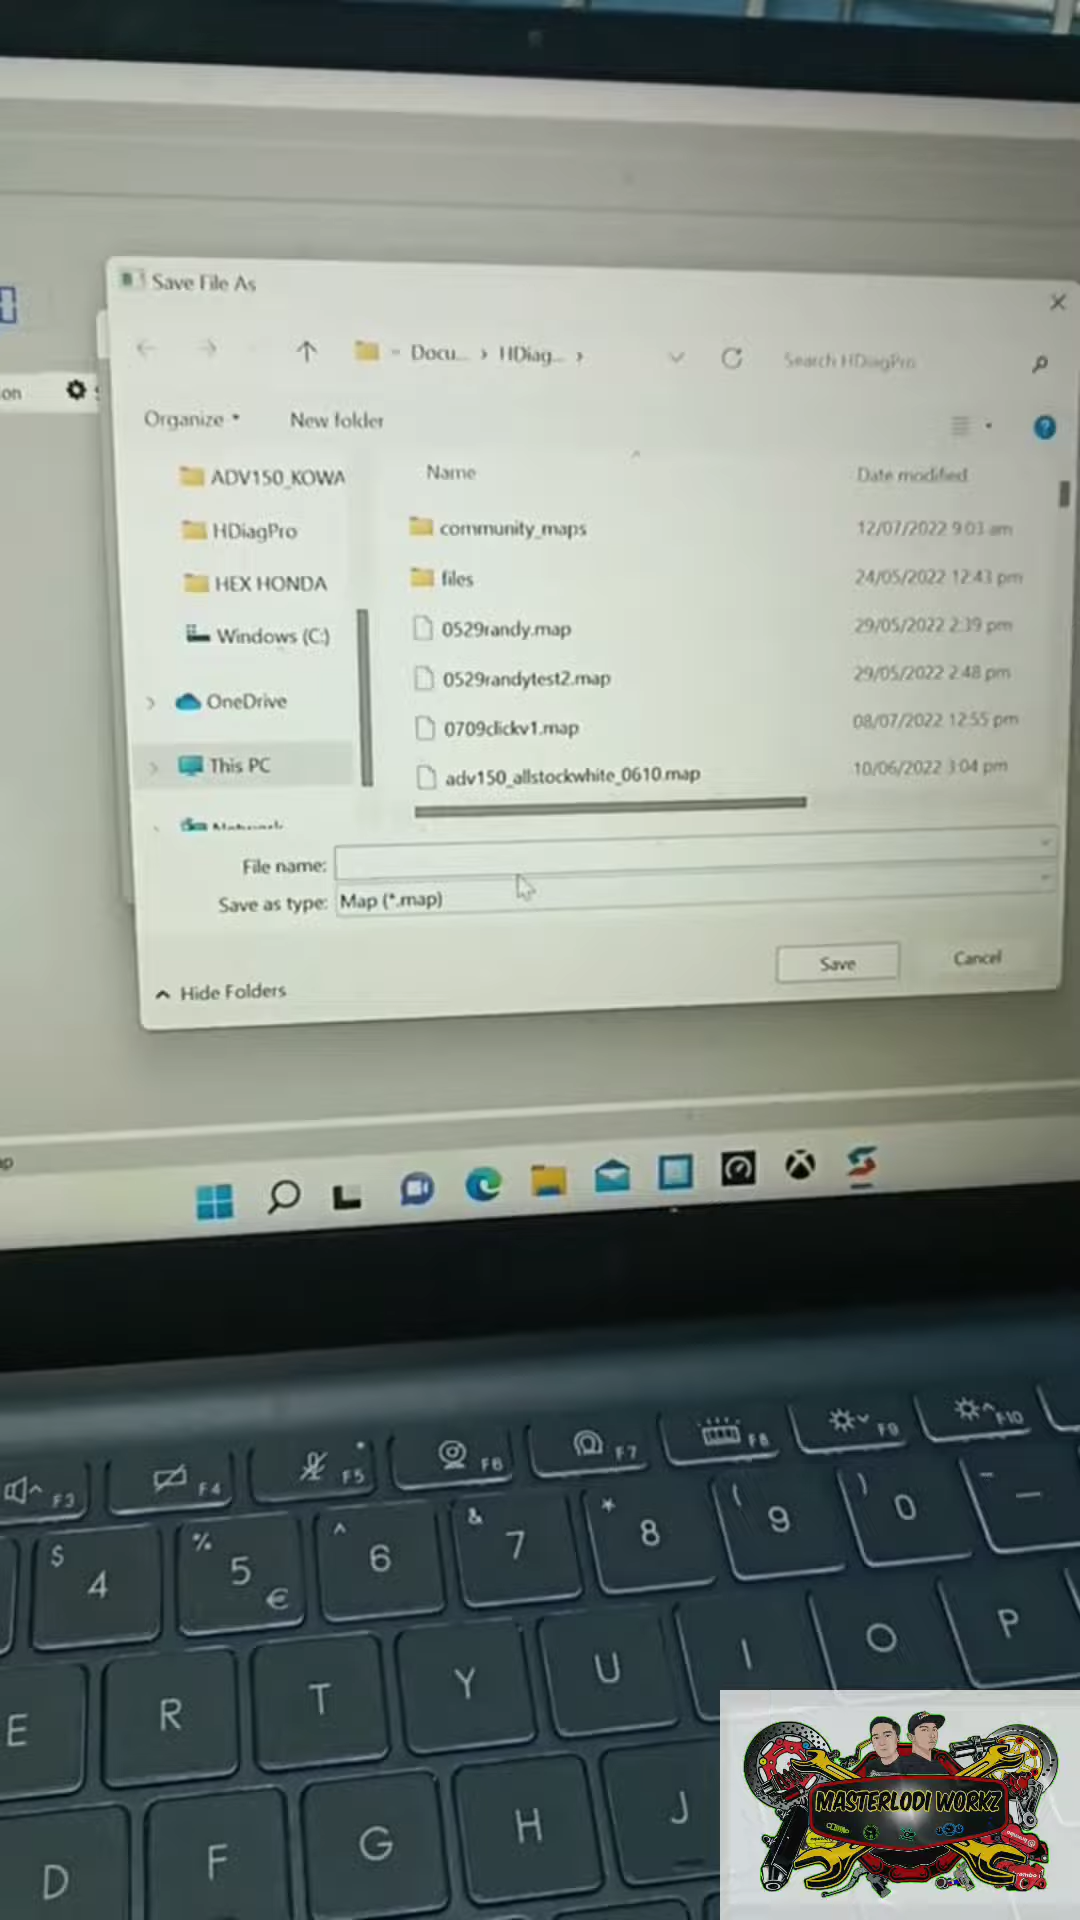 Save File As
Docu... › HDiag... ›
Search HDiagPro
on
Organize
New folder
ADV150_KOWA
HDiagPro
HEX HONDA
Windows (C:)
OneDrive
This PC
Network
Name
Date modified
community_maps
12/07/2022 9:03 am
files
24/05/2022 12:43 pm
0529randy.map
29/05/2022 2:39 pm
0529randytest2.map
29/05/2022 2:48 pm
0709clickv1.map
08/07/2022 12:55 pm
adv150_allstockwhite_0610.map
10/06/2022 3:04 pm
File name:
Save as type: Map (*.map)
Save
Cancel
Hide Folders
F3 F4 F5 F6 F7 F8 F9 F10
$ 4 % 5 € ^ 6 & 7 * 8 ( 9 ) 0 _
E R T Y U I O P
D F G H J
MASTERLODI WORKZ